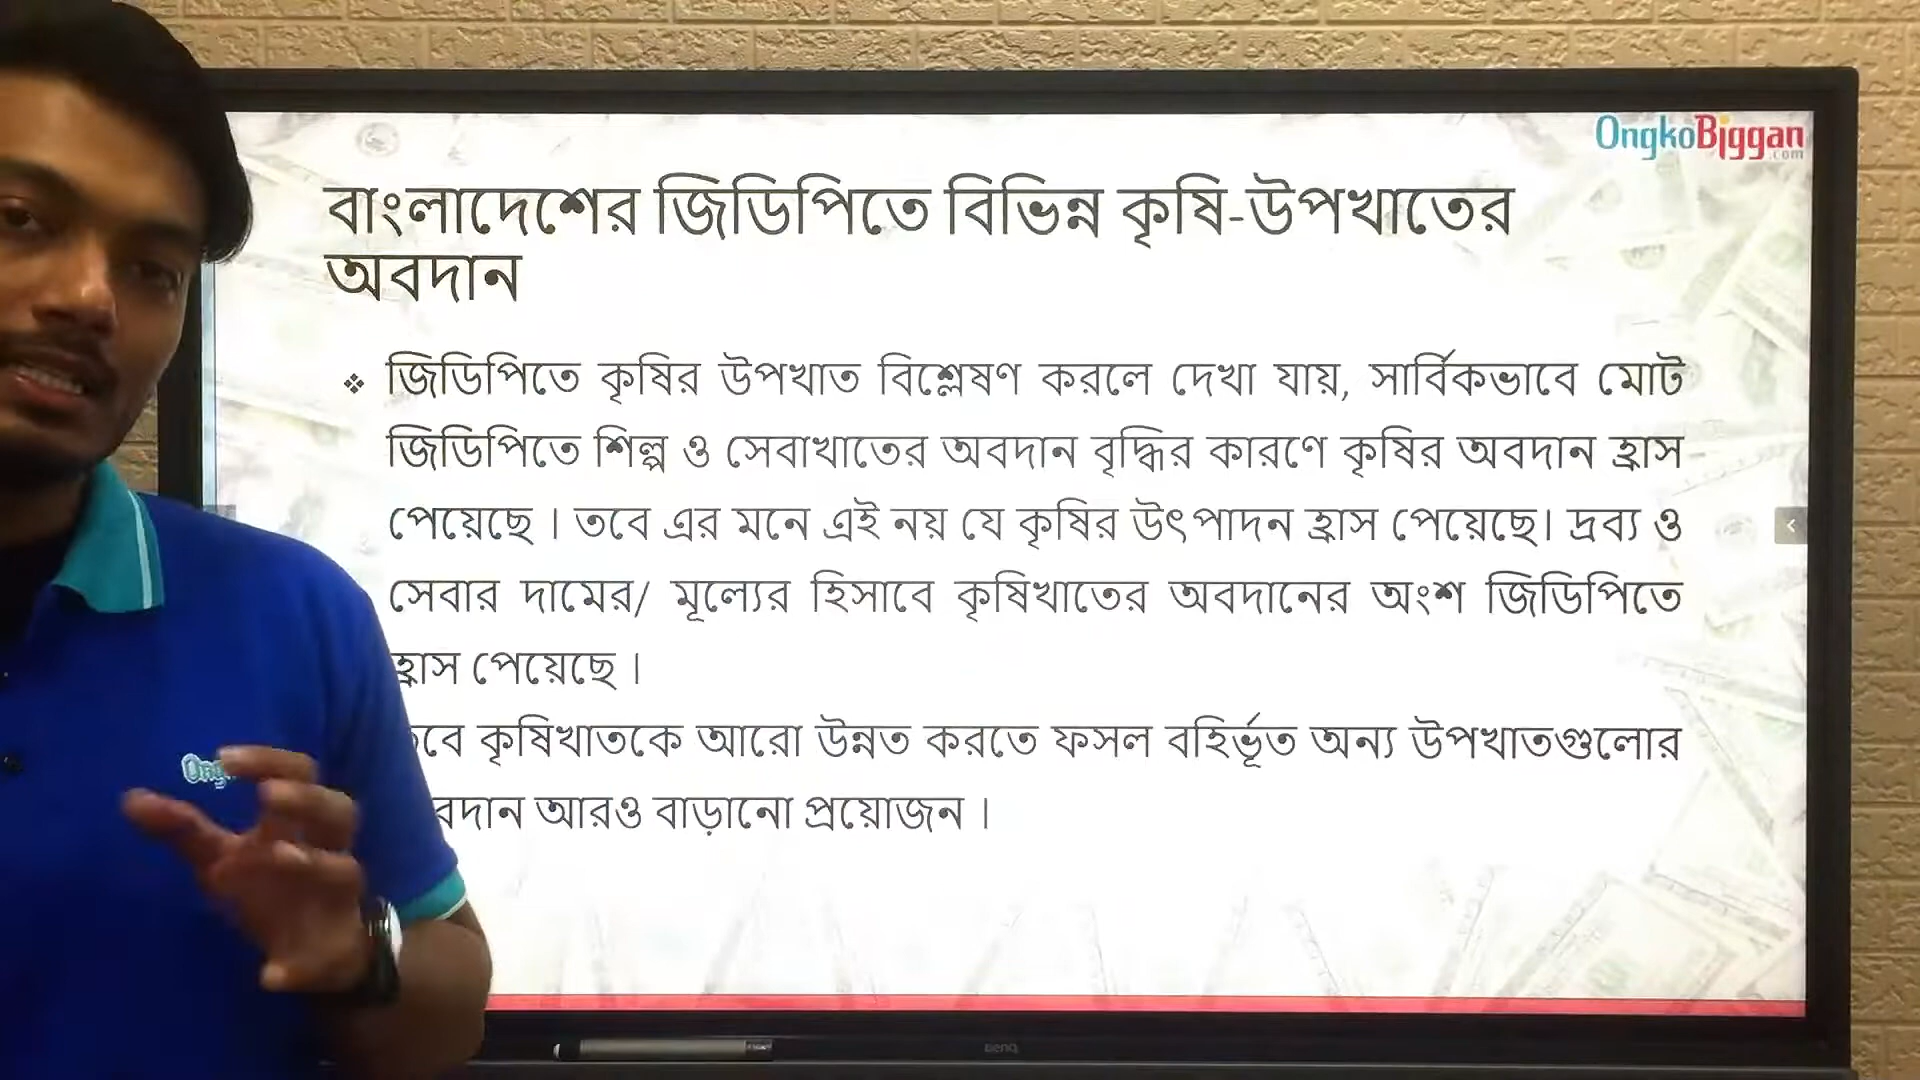 OngkoBiggan
.com
বাংলাদেশের জিডিপিতে বিভিন্ন কৃষি-উপখাতের
অবদান
❖ জিডিপিতে কৃষির উপখাত বিশ্লেষণ করলে দেখা যায়, সার্বিকভাবে মোট
জিডিপিতে শিল্প ও সেবাখাতের অবদান বৃদ্ধির কারণে কৃষির অবদান হ্রাস
পেয়েছে । তবে এর মনে এই নয় যে কৃষির উৎপাদন হ্রাস পেয়েছে। দ্রব্য ও
সেবার দামের/ মূল্যের হিসাবে কৃষিখাতের অবদানের অংশ জিডিপিতে
হ্রাস পেয়েছে ।
কৃষিখাতকে আরো উন্নত করতে ফসল বহির্ভূত অন্য উপখাতগুলোর
আরও বাড়ানো প্রয়োজন ।
BenQ